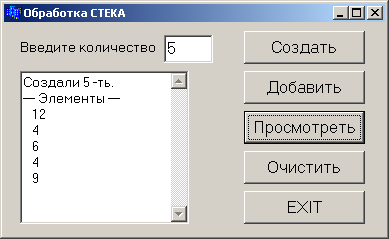 Обработка СТЕКА
Введите количество 5
Создать
Создали 5 -ть.
— Элементы —
12
4
6
4
9
Добавить
Просмотреть
Очистить
EXIT